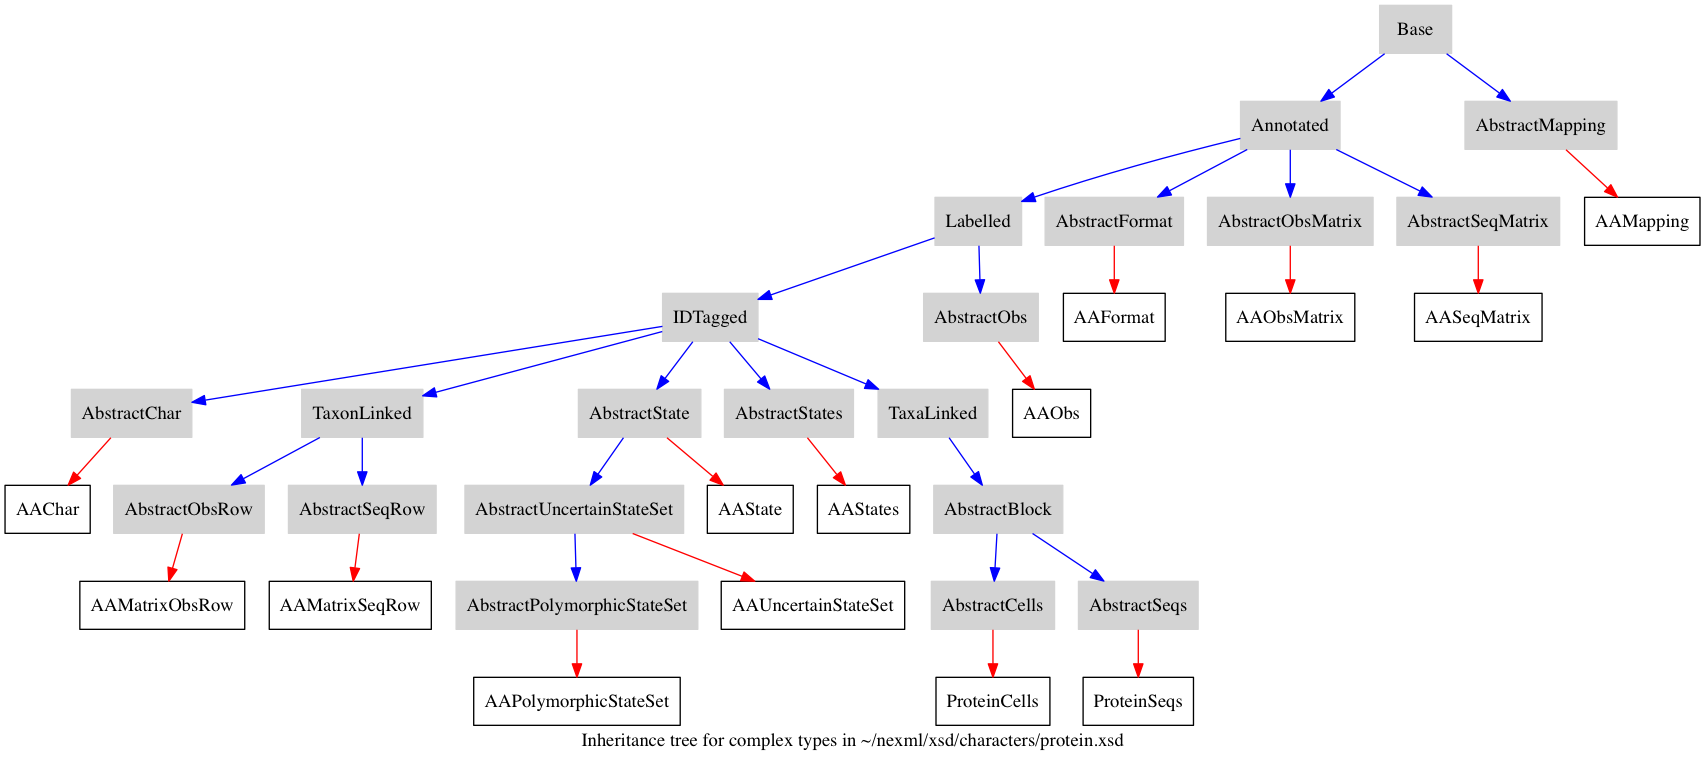 Base
Annotated
AbstractMapping
Labelled
AbstractFormat
AbstractObsMatrix
AbstractSeqMatrix
AAMapping
IDTagged
AbstractObs
AAFormat
AAObsMatrix
AASeqMatrix
AbstractChar
TaxonLinked
AbstractState
AbstractStates
TaxaLinked
AAObs
AAChar
AbstractObsRow
AbstractSeqRow
AbstractUncertainStateSet
AAState
AAStates
AbstractBlock
AAMatrixObsRow
AAMatrixSeqRow
AbstractPolymorphicStateSet
AAUncertainStateSet
AbstractCells
AbstractSeqs
AAPolymorphicStateSet
ProteinCells
ProteinSeqs
Inheritance tree for complex types in ~/nexml/xsd/characters/protein.xsd